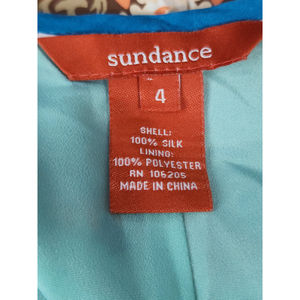 sundance
4
SHELL:
100% SILK
LINING:
100% POLYESTER
RN 106205
MADE IN CHINA